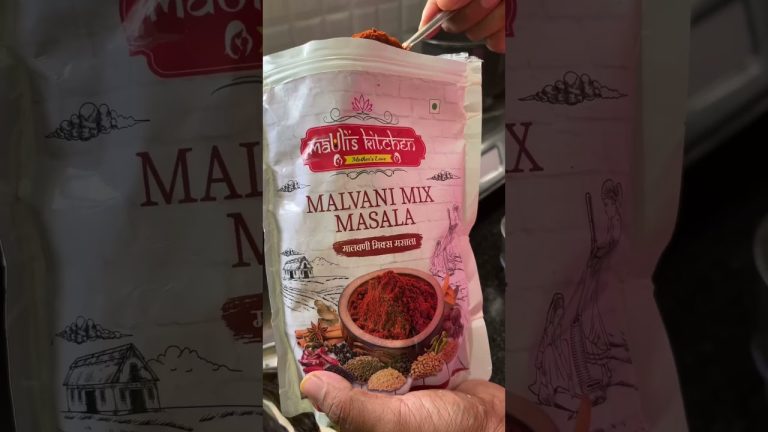 Mauli's kitchen
Mother's Love
MALVANI MIX
MASALA
मालवणी मिक्स मसाला